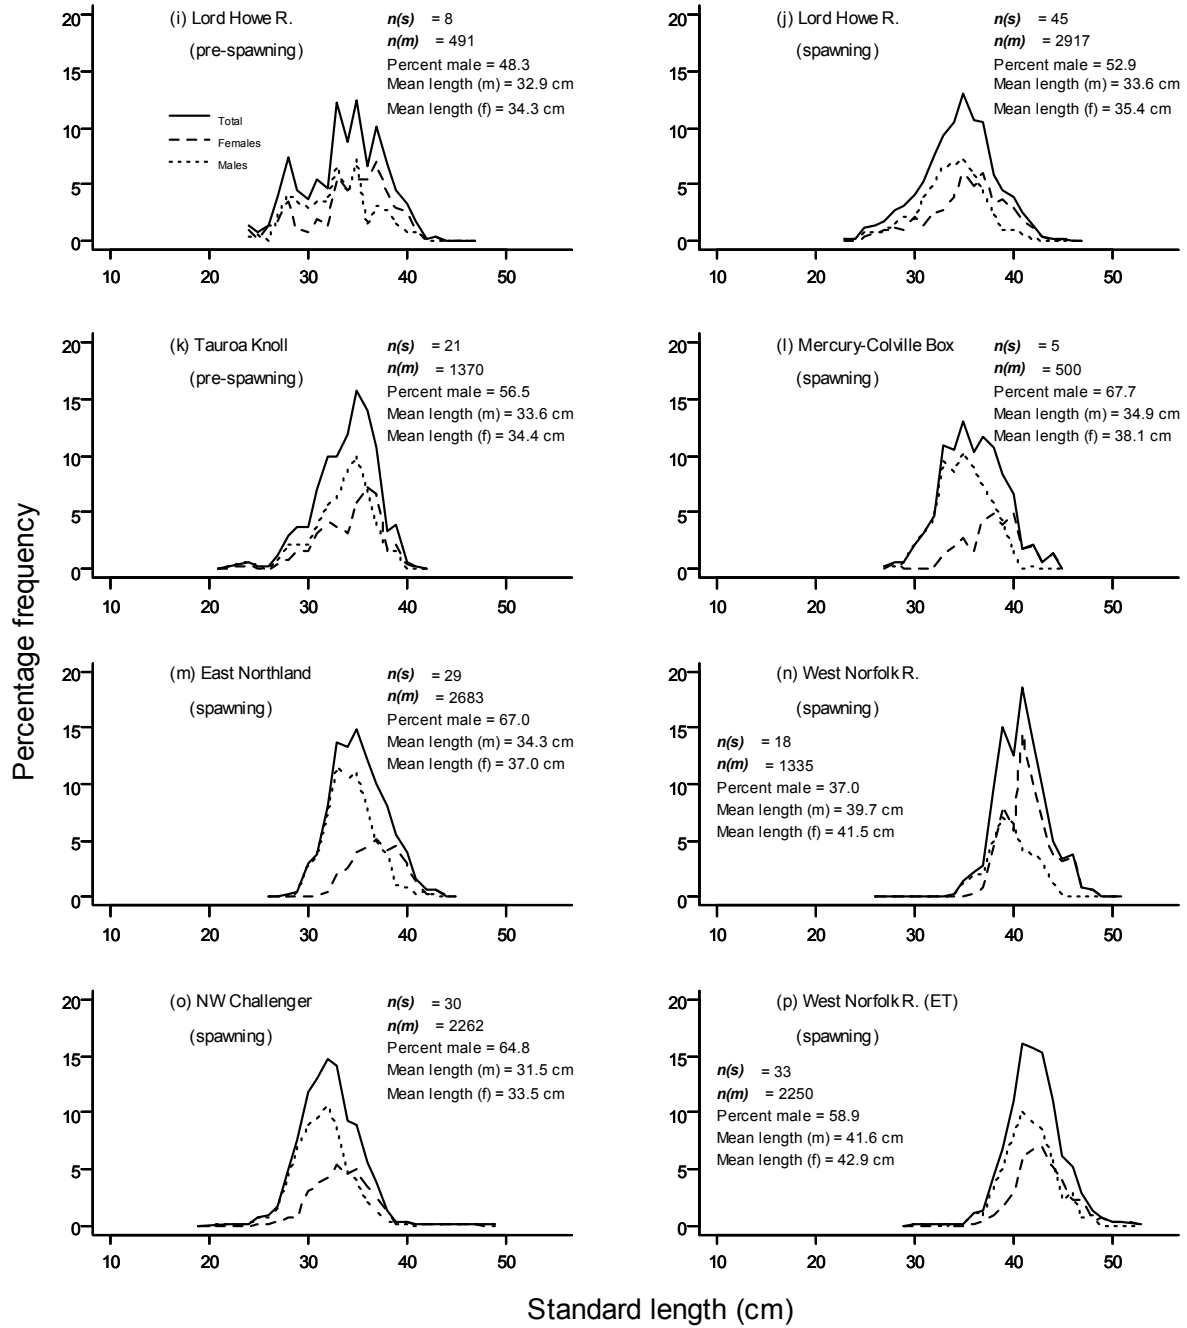 (i) Lord Howe R.
(pre-spawning)
n(s) = 8
n(m) = 491
Percent male = 48.3
Mean length (m) = 32.9 cm
Mean length (f) = 34.3 cm
Total
Females
Males
20
15
10
5
0
10 20 30 40 50
(j) Lord Howe R.
(spawning)
n(s) = 45
n(m) = 2917
Percent male = 52.9
Mean length (m) = 33.6 cm
Mean length (f) = 35.4 cm
20
15
10
5
0
10 20 30 40 50
(k) Tauroa Knoll
(pre-spawning)
n(s) = 21
n(m) = 1370
Percent male = 56.5
Mean length (m) = 33.6 cm
Mean length (f) = 34.4 cm
20
15
10
5
0
10 20 30 40 50
(l) Mercury-Colville Box
(spawning)
n(s) = 5
n(m) = 500
Percent male = 67.7
Mean length (m) = 34.9 cm
Mean length (f) = 38.1 cm
20
15
10
5
0
10 20 30 40 50
(m) East Northland
(spawning)
n(s) = 29
n(m) = 2683
Percent male = 67.0
Mean length (m) = 34.3 cm
Mean length (f) = 37.0 cm
20
15
10
5
0
10 20 30 40 50
(n) West Norfolk R.
(spawning)
n(s) = 18
n(m) = 1335
Percent male = 37.0
Mean length (m) = 39.7 cm
Mean length (f) = 41.5 cm
20
15
10
5
0
10 20 30 40 50
(o) NW Challenger
(spawning)
n(s) = 30
n(m) = 2262
Percent male = 64.8
Mean length (m) = 31.5 cm
Mean length (f) = 33.5 cm
20
15
10
5
0
10 20 30 40 50
(p) West Norfolk R. (ET)
(spawning)
n(s) = 33
n(m) = 2250
Percent male = 58.9
Mean length (m) = 41.6 cm
Mean length (f) = 42.9 cm
20
15
10
5
0
10 20 30 40 50
Percentage frequency
Standard length (cm)